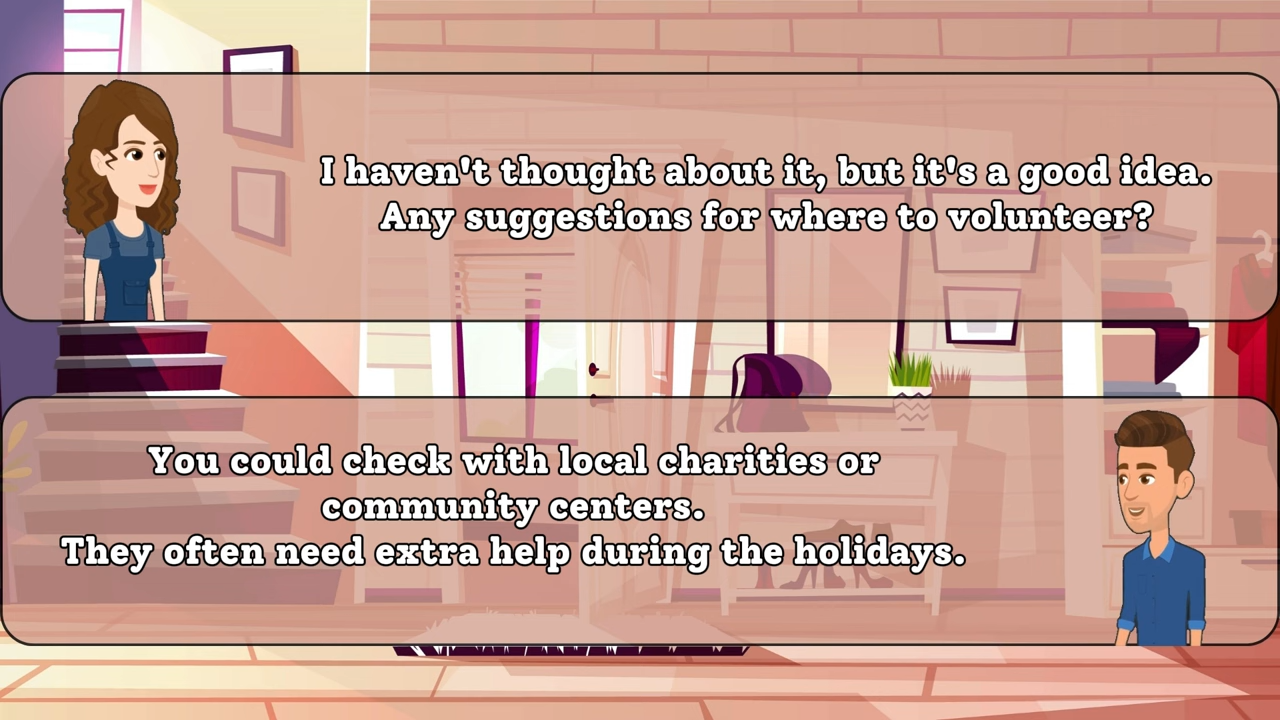 I haven't thought about it, but it's a good idea.
Any suggestions for where to volunteer?
You could check with local charities or
community centers.
They often need extra help during the holidays.